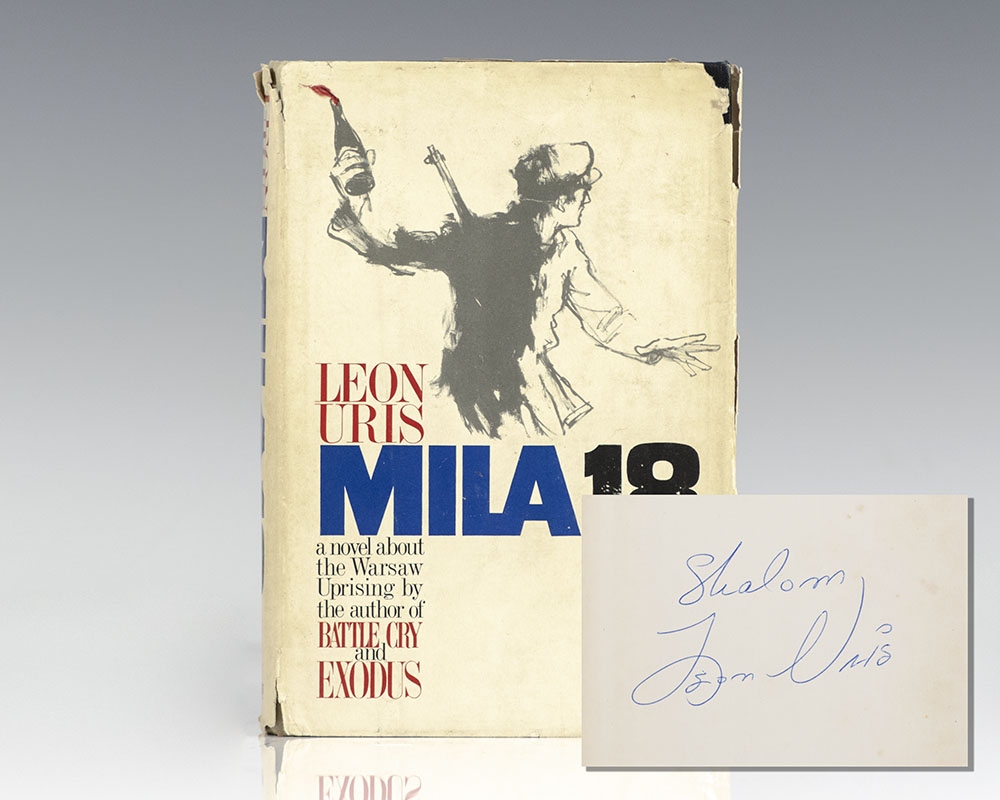 LEON
URIS
MILA 18
a novel about
the Warsaw
Uprising by
the author of
BATTLE CRY
and
EXODUS
Shalom,
Leon Uris
EXODUS